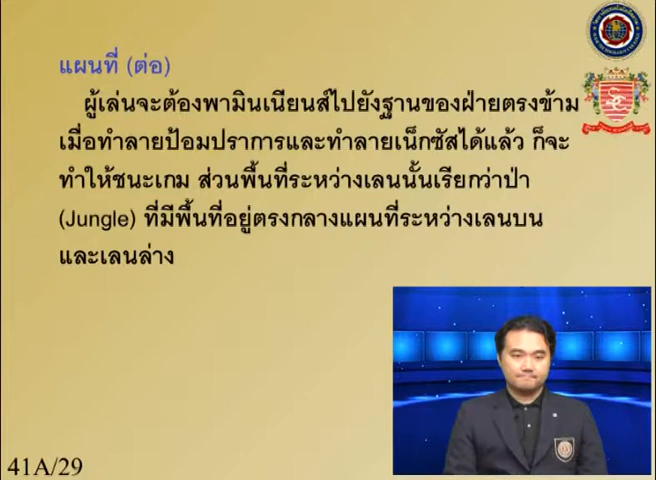 แผนที่ (ต่อ)
ผู้เล่นจะต้องพามินเนียนส์ไปยังฐานของฝ่ายตรงข้าม
เมื่อทำลายป้อมปราการและทำลายเน็กซัสได้แล้ว ก็จะ
ทำให้ชนะเกม ส่วนพื้นที่ระหว่างเลนนั้นเรียกว่าป่า
(Jungle) ที่มีพื้นที่อยู่ตรงกลางแผนที่ระหว่างเลนบน
และเลนล่าง
41A/29